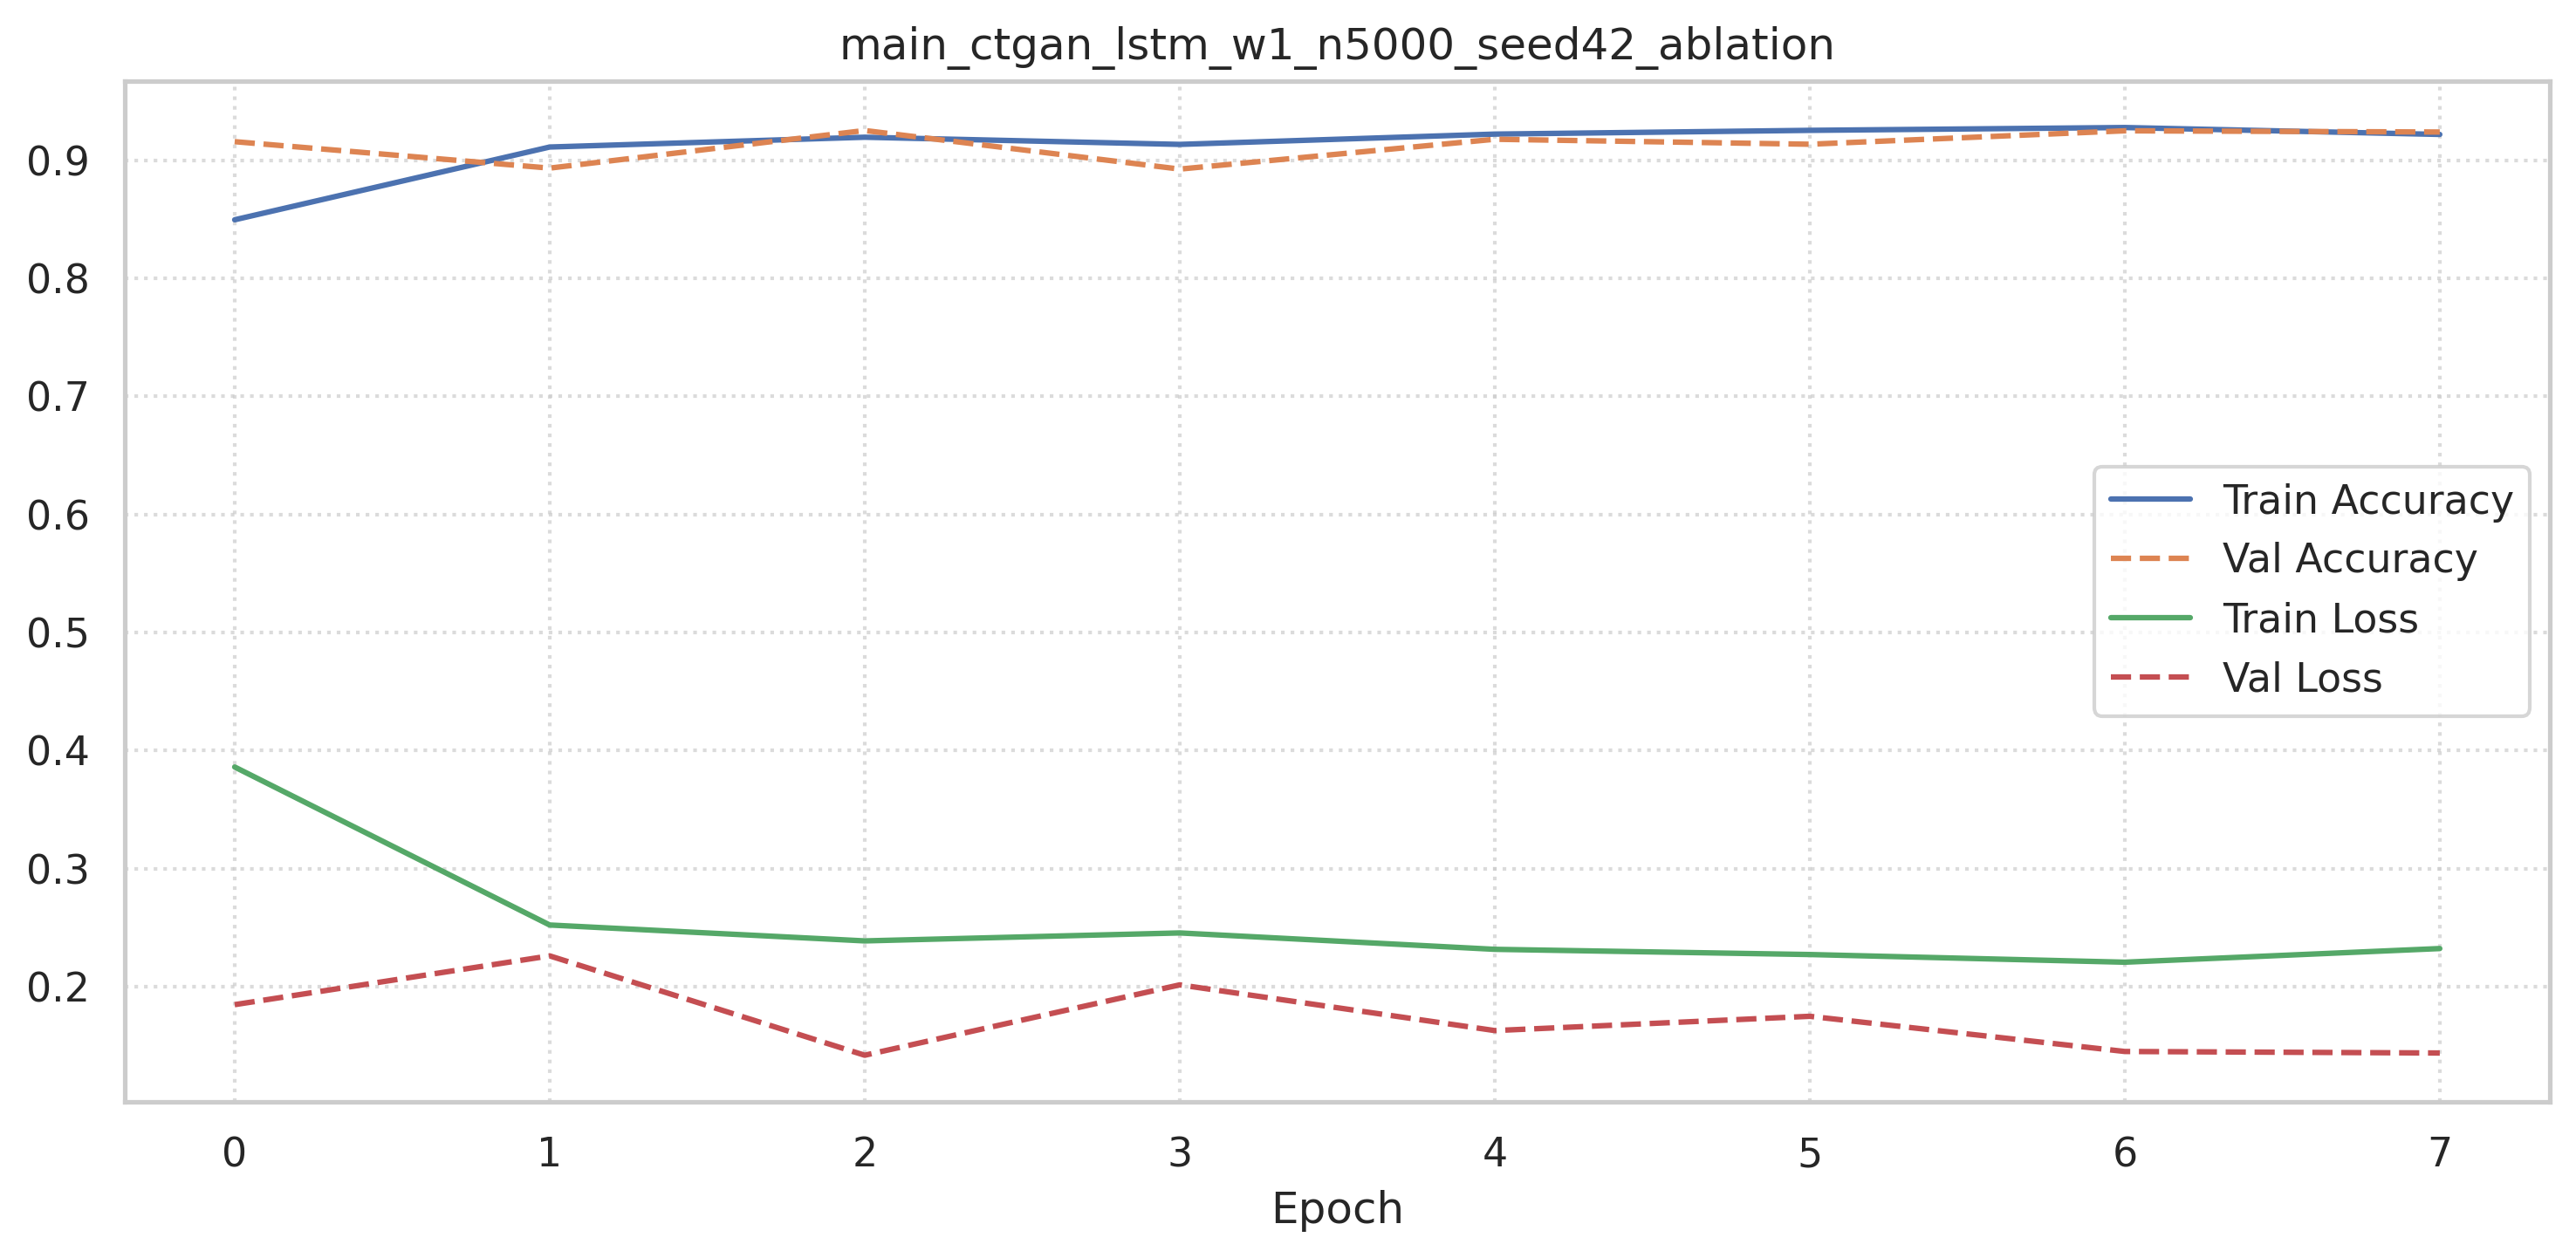 main_ctgan_lstm_w1_n5000_seed42_ablation
0.9
0.8
0.7
0.6
0.5
0.4
0.3
0.2
Train Accuracy
Val Accuracy
Train Loss
Val Loss
0 1 2 3 4 5 6 7
Epoch